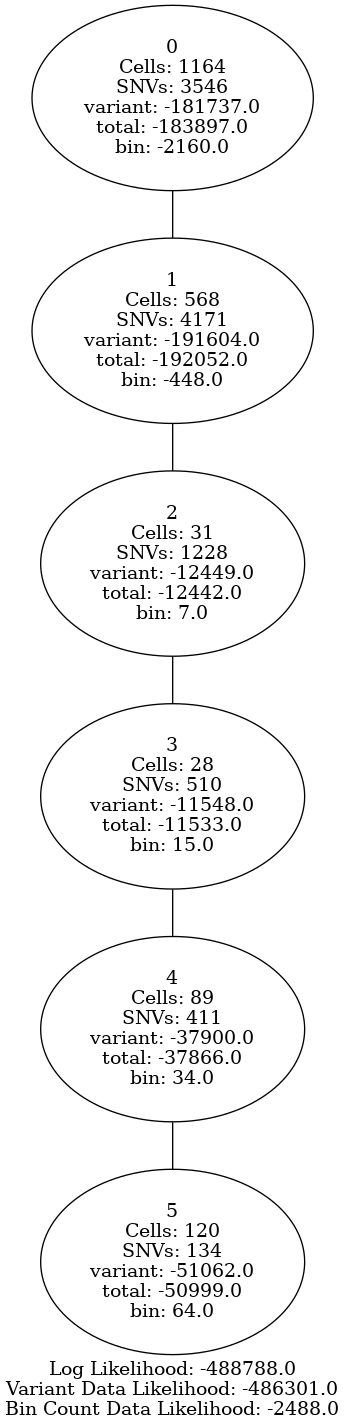 0
Cells: 1164
SNVs: 3546
variant: -181737.0
total: -183897.0
bin: -2160.0
1
Cells: 568
SNVs: 4171
variant: -191604.0
total: -192052.0
bin: -448.0
2
Cells: 31
SNVs: 1228
variant: -12449.0
total: -12442.0
bin: 7.0
3
Cells: 28
SNVs: 510
variant: -11548.0
total: -11533.0
bin: 15.0
4
Cells: 89
SNVs: 411
variant: -37900.0
total: -37866.0
bin: 34.0
5
Cells: 120
SNVs: 134
variant: -51062.0
total: -50999.0
bin: 64.0
Log Likelihood: -488788.0
Variant Data Likelihood: -486301.0
Bin Count Data Likelihood: -2488.0